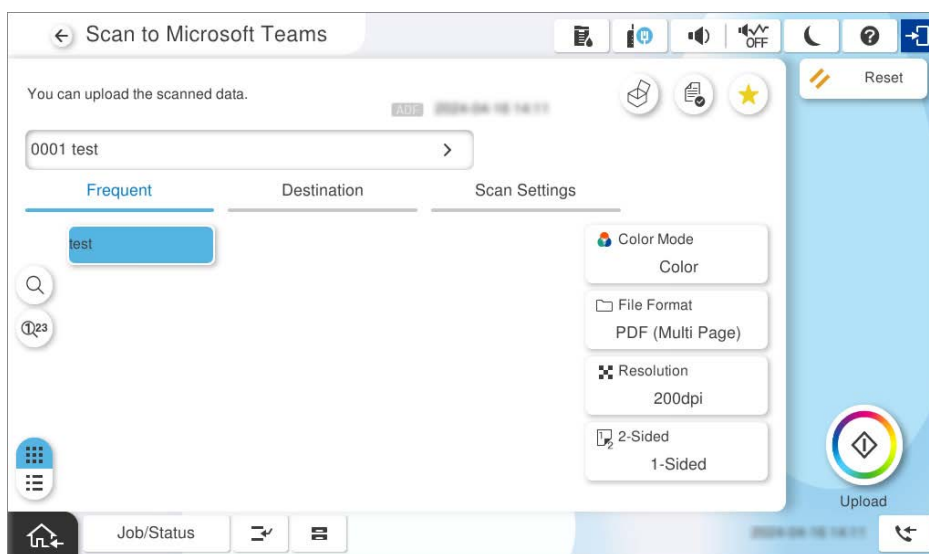 Scan to Microsoft Teams
OFF
Reset
You can upload the scanned data.
ADF
0001 test
Frequent
Destination
Scan Settings
test
Color Mode
Color
123
File Format
PDF (Multi Page)
Resolution
200dpi
1 2
2-Sided
1-Sided
Upload
Job/Status